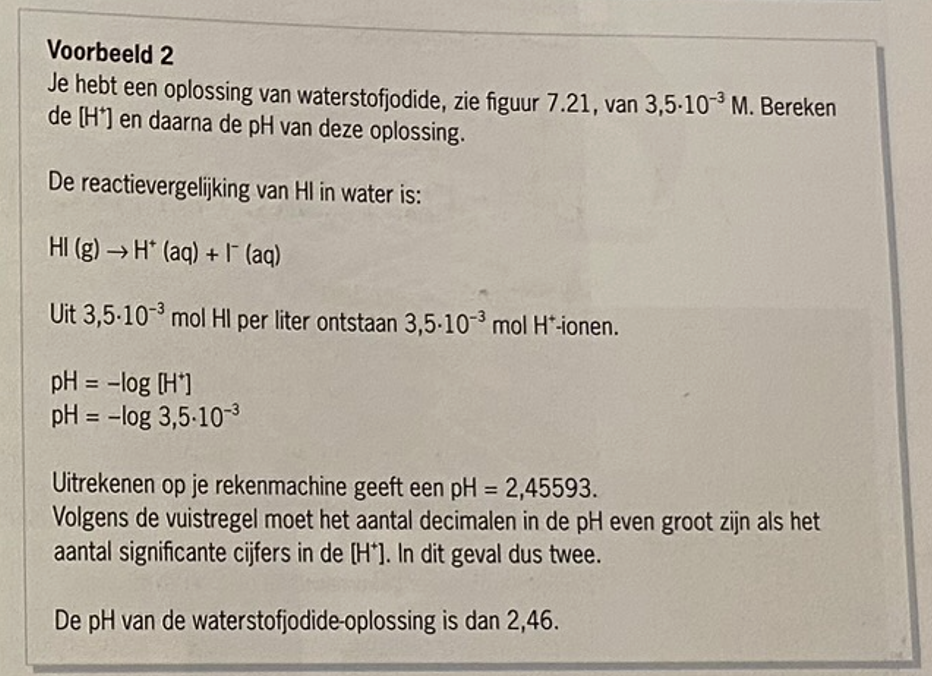 Voorbeeld 2
Je hebt een oplossing van waterstofjodide, zie figuur 7.21, van 3,5·10⁻³ M. Bereken
de [H⁺] en daarna de pH van deze oplossing.
De reactievergelijking van HI in water is:
HI (g) → H⁺ (aq) + I⁻ (aq)
Uit 3,5·10⁻³ mol HI per liter ontstaan 3,5·10⁻³ mol H⁺-ionen.
pH = –log [H⁺]
pH = –log 3,5·10⁻³
Uitrekenen op je rekenmachine geeft een pH = 2,45593.
Volgens de vuistregel moet het aantal decimalen in de pH even groot zijn als het
aantal significante cijfers in de [H⁺]. In dit geval dus twee.
De pH van de waterstofjodide-oplossing is dan 2,46.